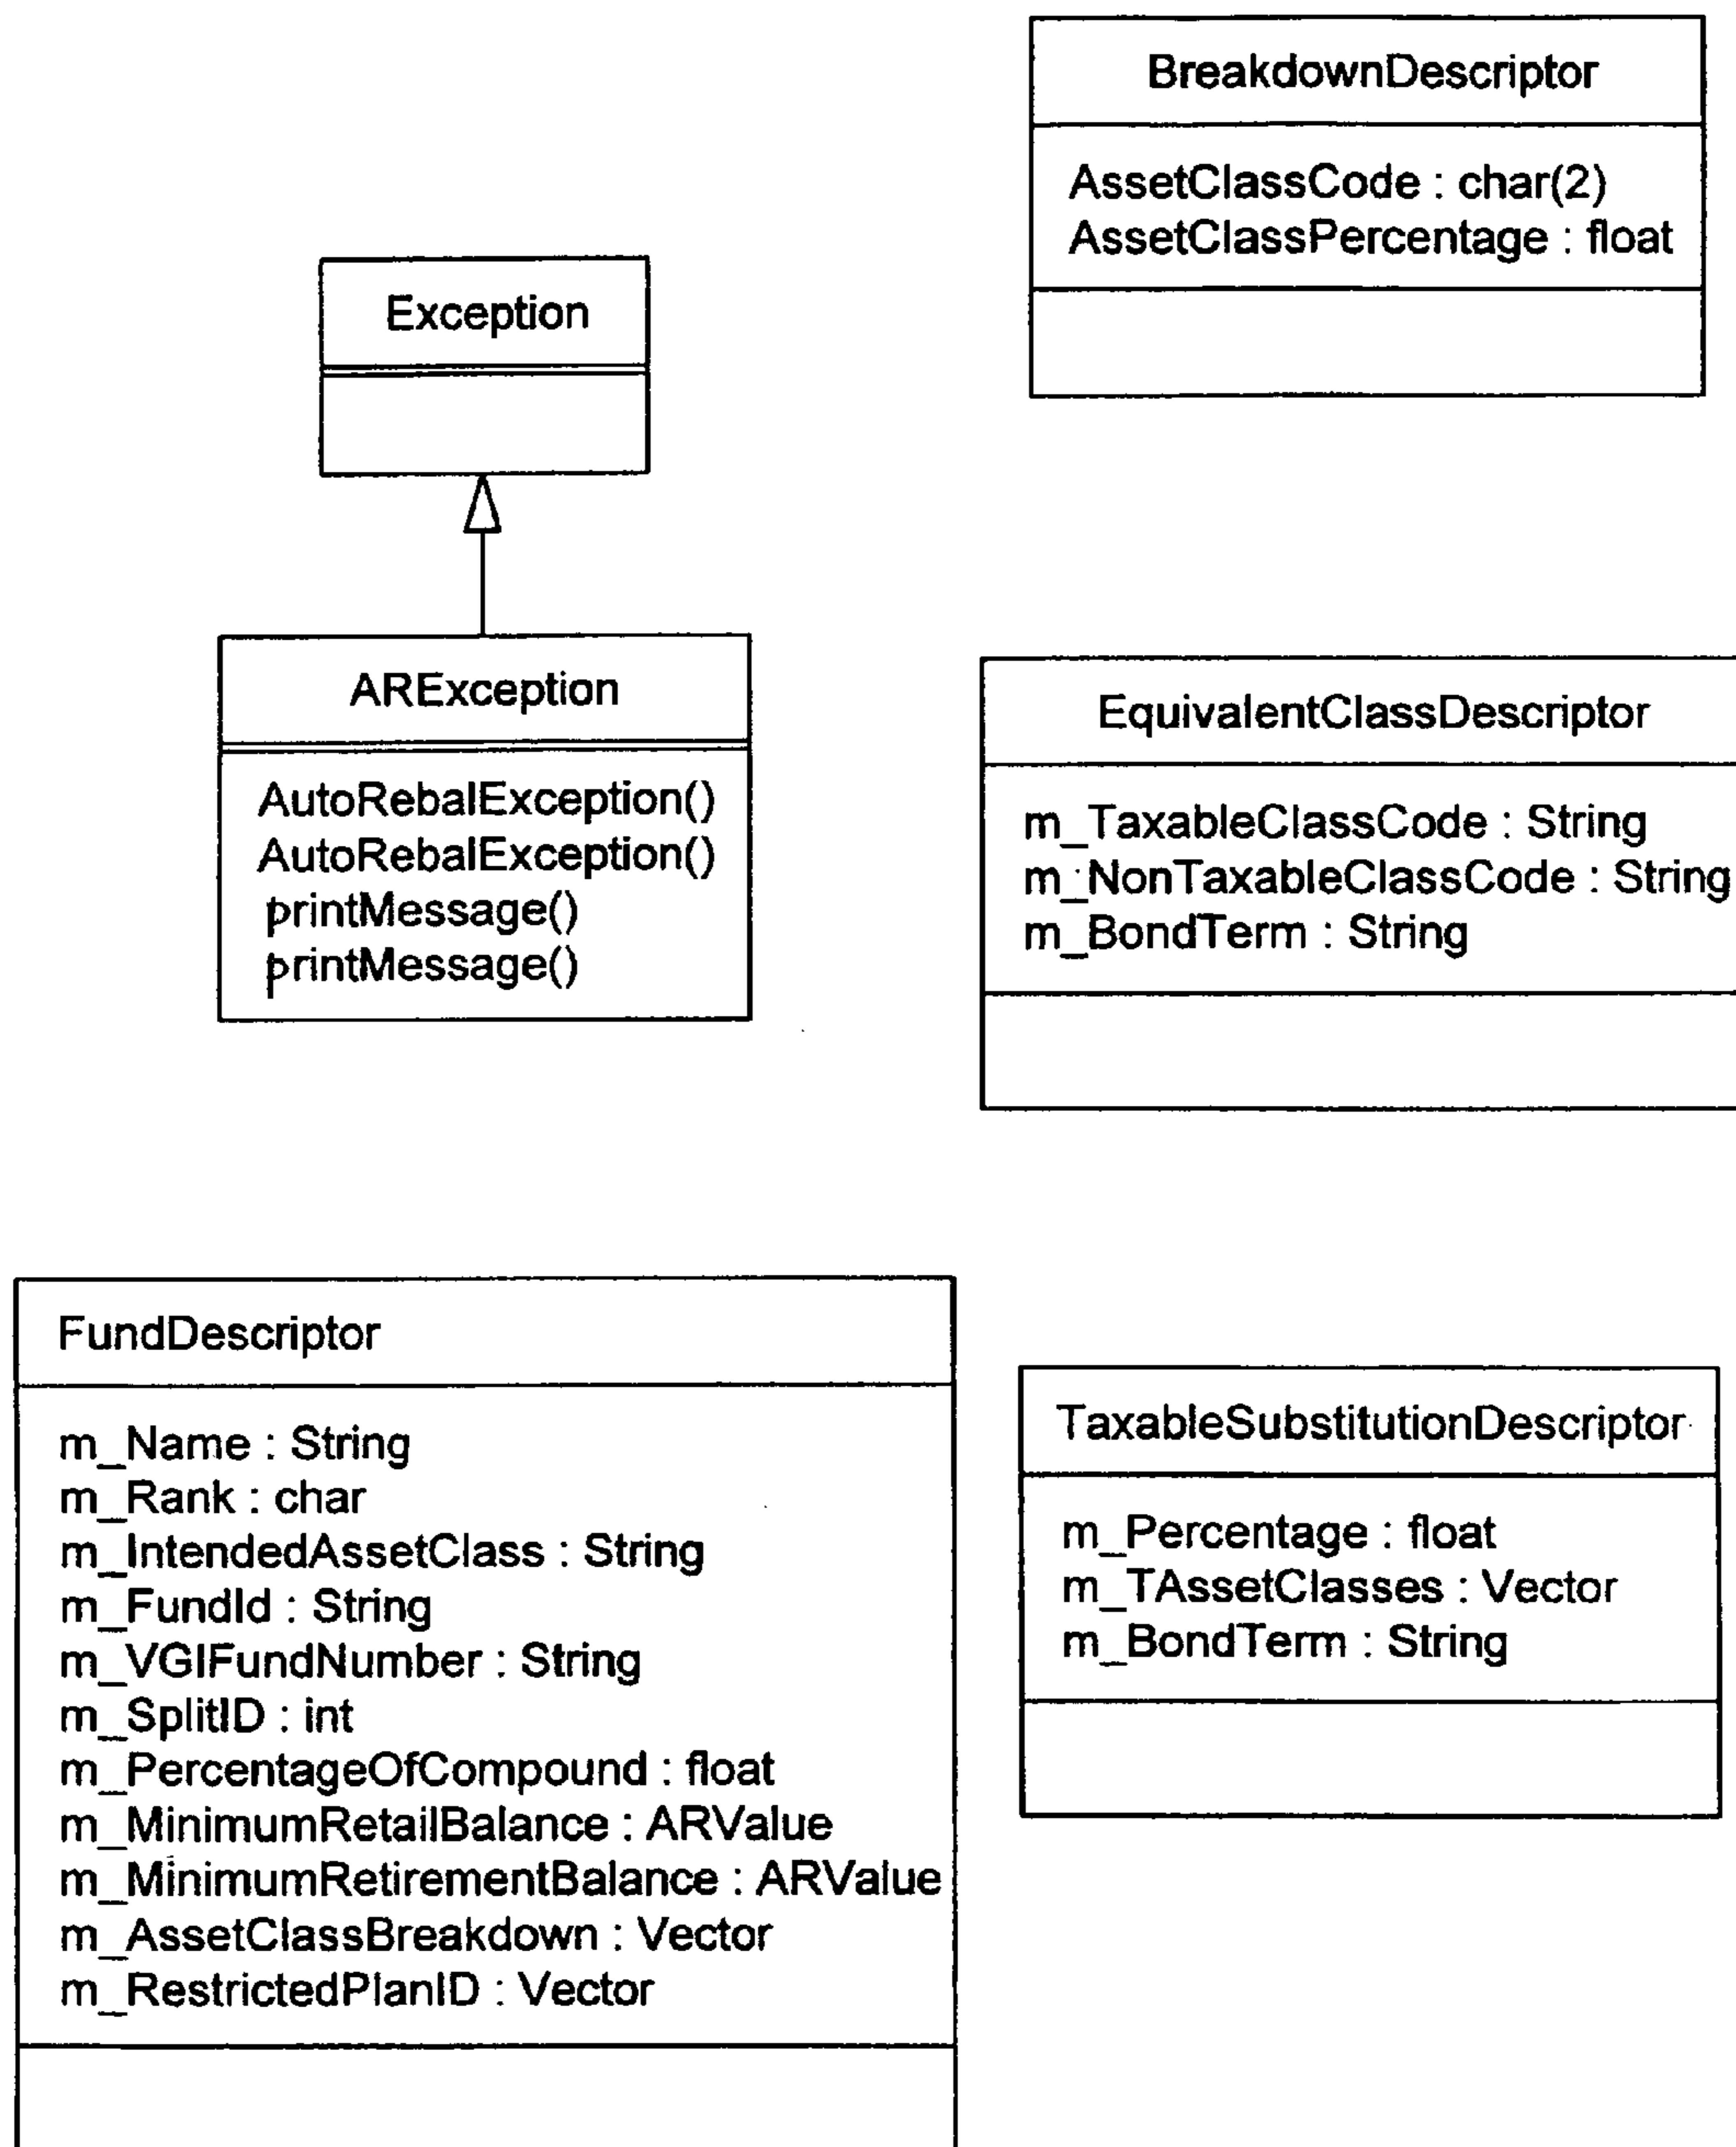 BreakdownDescriptor
AssetClassCode : char(2)
AssetClassPercentage : float
Exception
ARException
AutoRebalException()
AutoRebalException()
printMessage()
printMessage()
EquivalentClassDescriptor
m_TaxableClassCode : String
m_NonTaxableClassCode : String
m_BondTerm : String
FundDescriptor
m_Name : String
m_Rank : char
m_IntendedAssetClass : String
m_FundId : String
m_VGIFundNumber : String
m_SplitID : int
m_PercentageOfCompound : float
m_MinimumRetailBalance : ARValue
m_MinimumRetirementBalance : ARValue
m_AssetClassBreakdown : Vector
m_RestrictedPlanID : Vector
TaxableSubstitutionDescriptor
m_Percentage : float
m_TAssetClasses : Vector
m_BondTerm : String